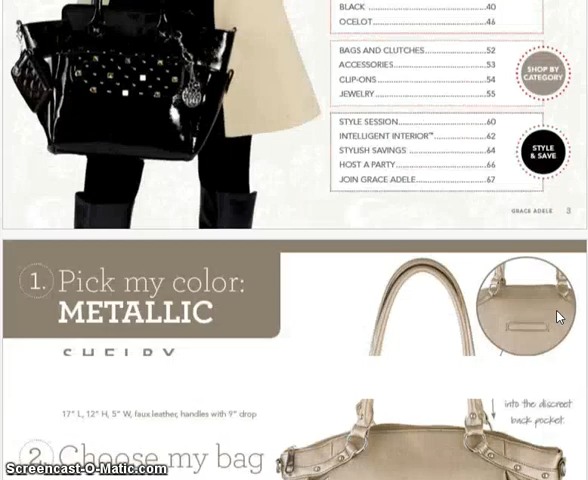 BLACK ........................................40
OCELOT......................................46
BAGS AND CLUTCHES.....................52
ACCESSORIES..............................53
CLIP-ONS ....................................54
JEWELRY ......................................55
SHOP BY
CATEGORY
STYLE SESSION.............................60
INTELLIGENT INTERIOR™................62
STYLISH SAVINGS .........................64
HOST A PARTY..............................66
JOIN GRACE ADELE.......................67
STYLE
& SAVE
GRACE ADELE 3
1. Pick my color:
METALLIC
SHELBY
17" L, 12" H, 5" W, faux leather, handles with 9" drop
into the discreet
back pocket.
2. Choose my bag
Screencast-O-Matic.com